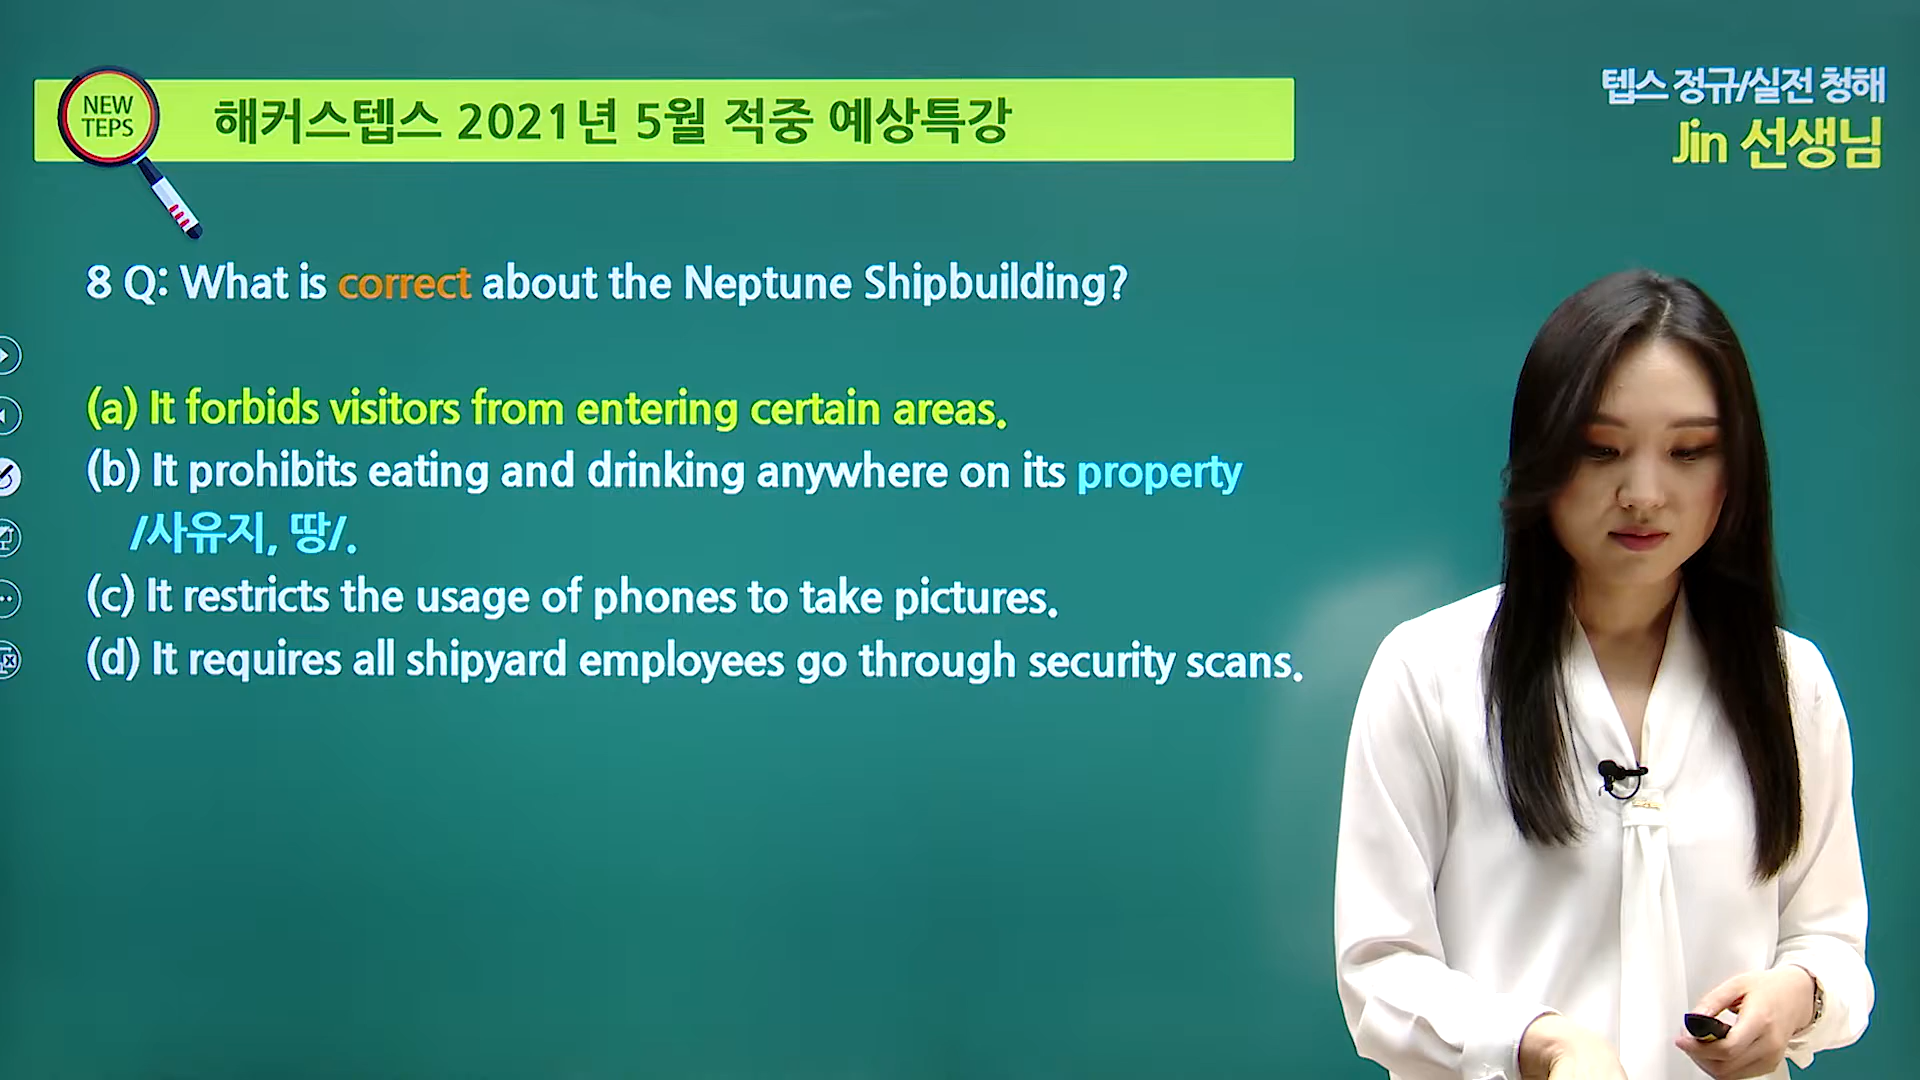 NEW
TEPS
해커스텝스 2021년 5월 적중 예상특강
텝스 정규/실전 청해
Jin 선생님
8 Q: What is correct about the Neptune Shipbuilding?
(a) It forbids visitors from entering certain areas.
(b) It prohibits eating and drinking anywhere on its property
/사유지, 땅/.
(c) It restricts the usage of phones to take pictures.
(d) It requires all shipyard employees go through security scans.